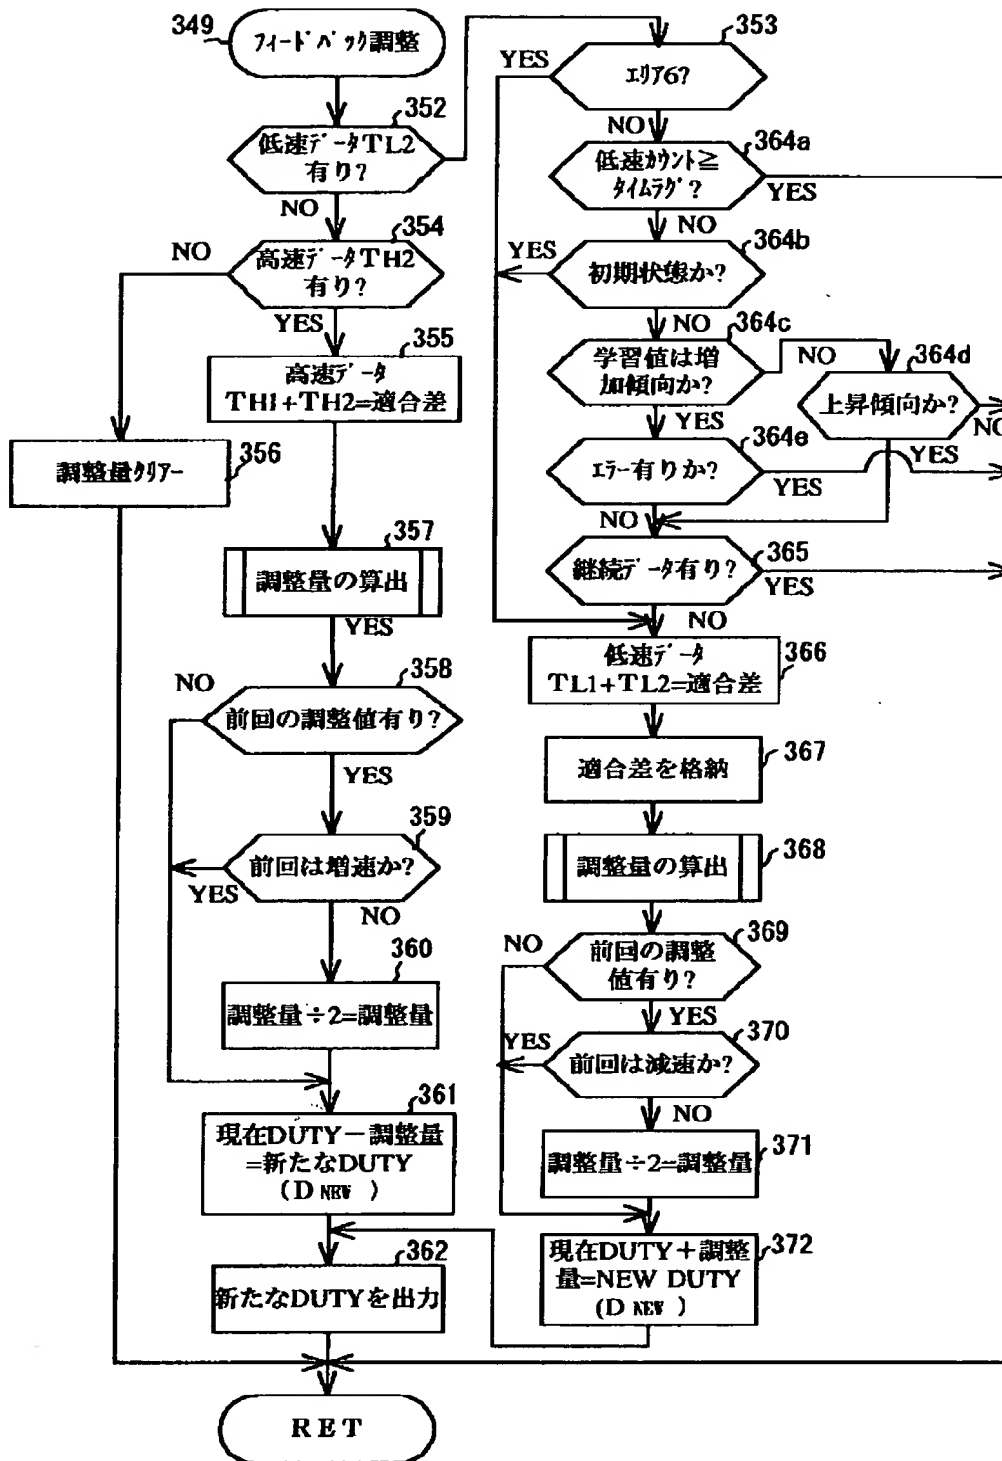 349
フィードバック調整
352
低速データTL2
有り?
NO
354
NO
高速データTH2
有り?
YES
355
高速データ
TH1+TH2=適合差
調整量クリアー
356
357
調整量の算出
YES
358
NO
前回の調整値有り?
YES
359
前回は増速か?
YES
NO
360
調整量÷2=調整量
361
現在DUTY-調整量
=新たなDUTY
(D NEW )
362
新たなDUTYを出力
RET
353
YES
エリア6?
NO
364a
低速カウント≧
タイムラグ?
YES
NO
364b
YES
初期状態か?
NO
364c
学習値は増
加傾向か?
NO
364d
上昇傾向か?
NO
YES
YES
364e
エラー有りか?
YES
NO
365
継続データ有り?
YES
NO
低速データ
TL1+TL2=適合差
366
適合差を格納
367
調整量の算出
368
369
NO
前回の調整
値有り?
YES
370
YES
前回は減速か?
NO
調整量÷2=調整量
371
現在DUTY+調整
量=NEW DUTY
(D NEW )
372